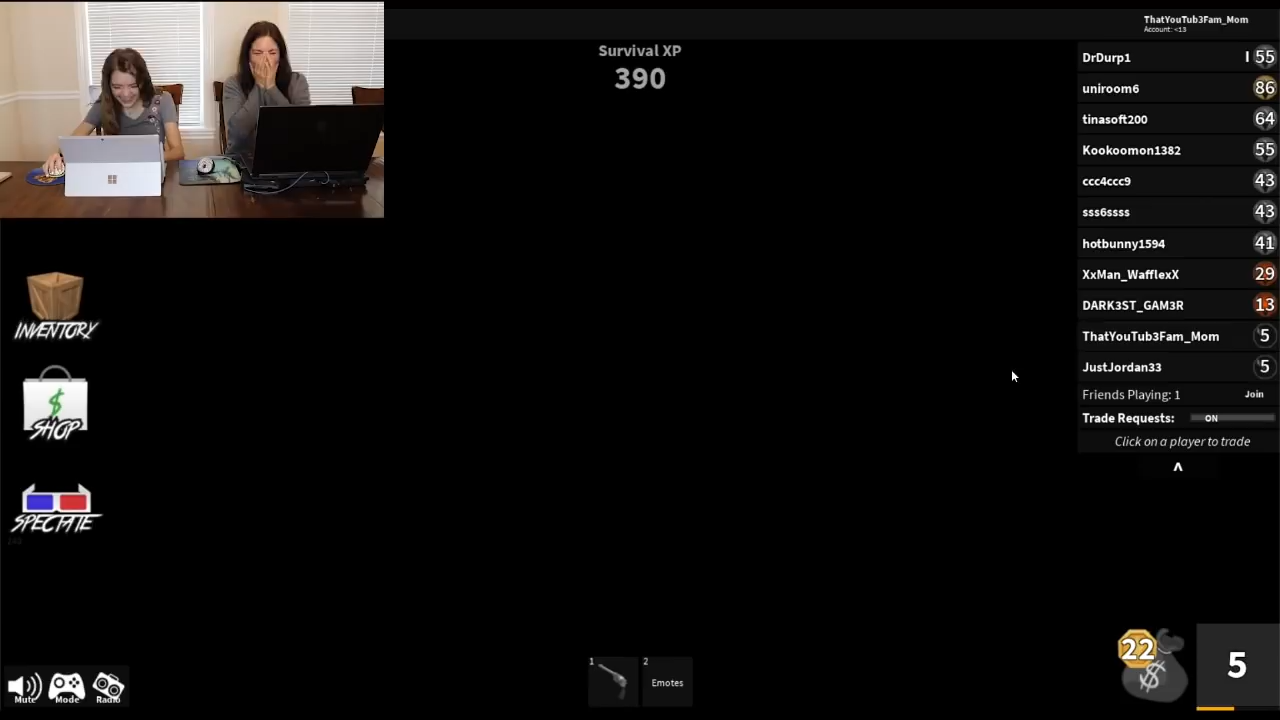 ThatYouTub3Fam_Mom
Account: <13
Survival XP
390
DrDurp1 55
uniroom6 86
tinasoft200 64
Kookoomon1382 55
ccc4ccc9 43
sss6ssss 43
hotbunny1594 41
XxMan_WafflexX 29
DARK3ST_GAM3R 13
ThatYouTub3Fam_Mom 5
JustJordan33 5
Friends Playing: 1 Join
Trade Requests: ON
Click on a player to trade
INVENTORY
$
SHOP
SPECTATE
Mute Mode Radio
1
2
Emotes
22
$
5